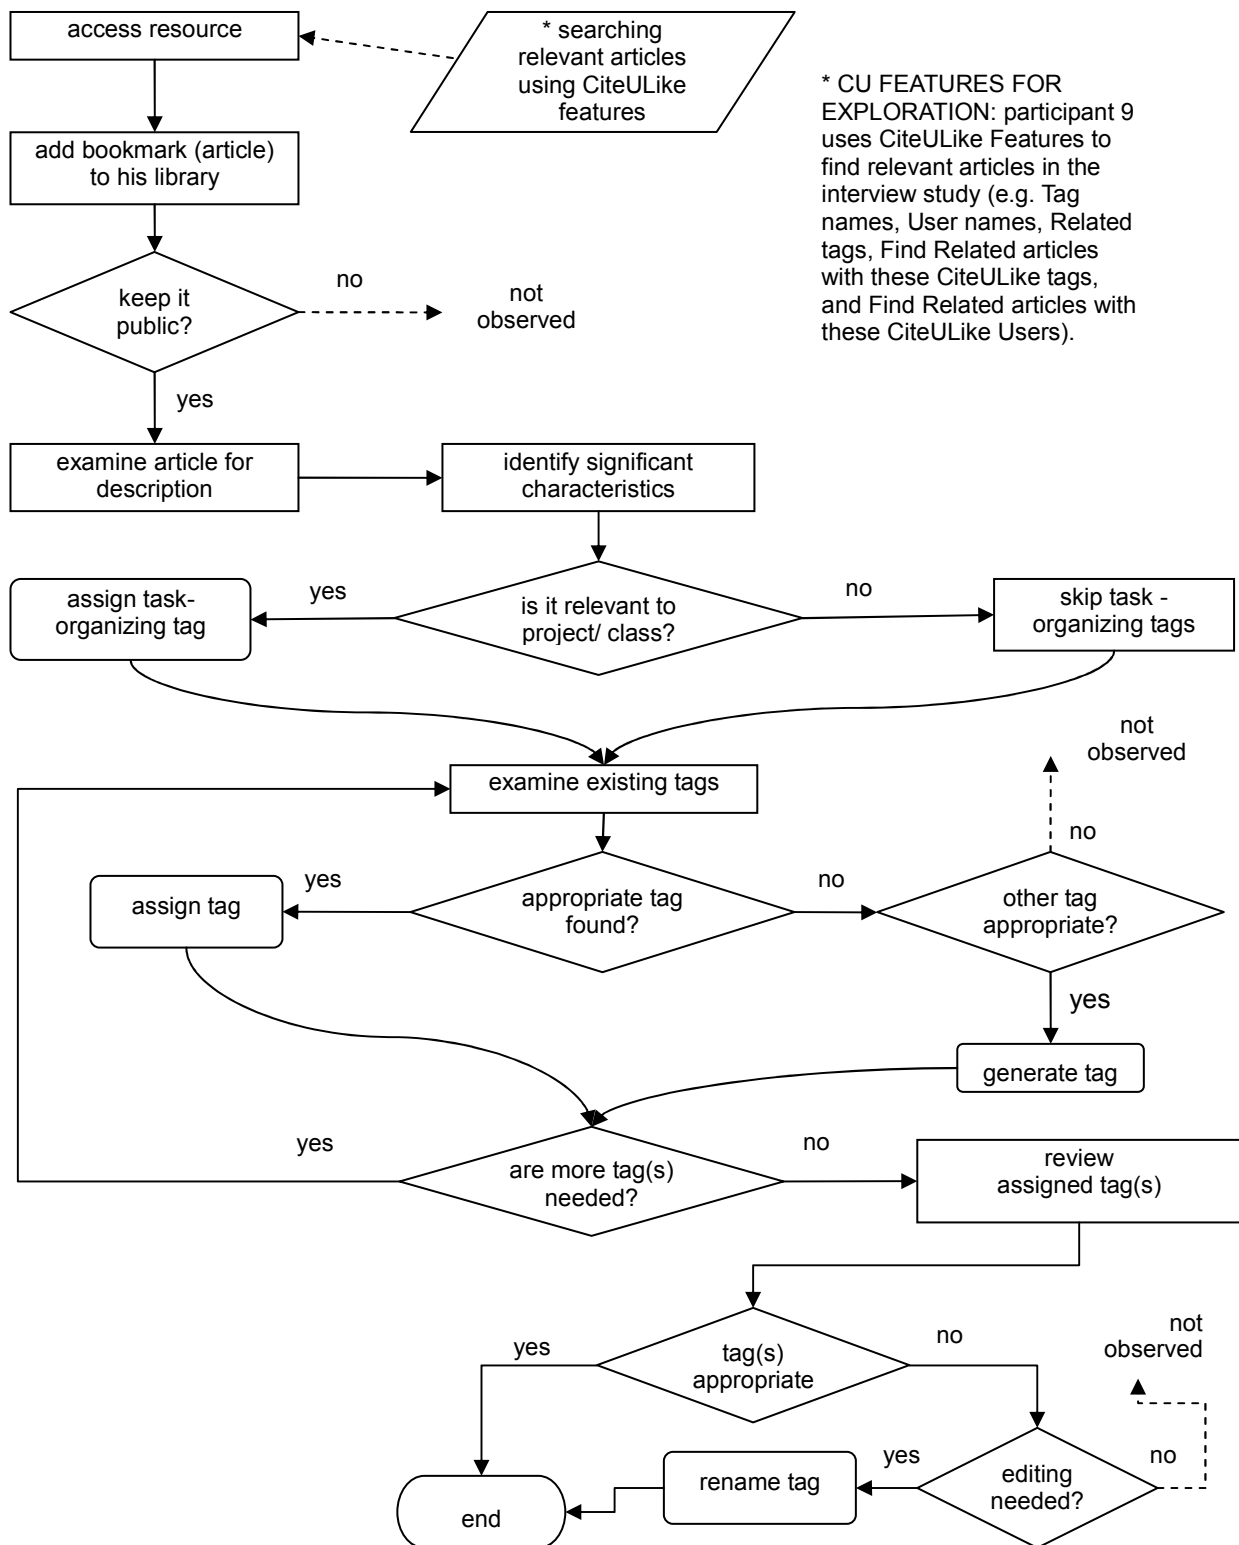 access resource
* searching
relevant articles
using CiteULike
features
* CU FEATURES FOR
EXPLORATION: participant 9
uses CiteULike Features to
find relevant articles in the
interview study (e.g. Tag
names, User names, Related
tags, Find Related articles
with these CiteULike tags,
and Find Related articles with
these CiteULike Users).
add bookmark (article)
to his library
keep it
public?
no
not
observed
yes
examine article for
description
identify significant
characteristics
is it relevant to
project/ class?
yes
assign task-
organizing tag
no
skip task -
organizing tags
examine existing tags
not
observed
no
appropriate tag
found?
yes
assign tag
no
other tag
appropriate?
yes
generate tag
are more tag(s)
needed?
yes
no
review
assigned tag(s)
tag(s)
appropriate
yes
no
not
observed
editing
needed?
no
yes
rename tag
end